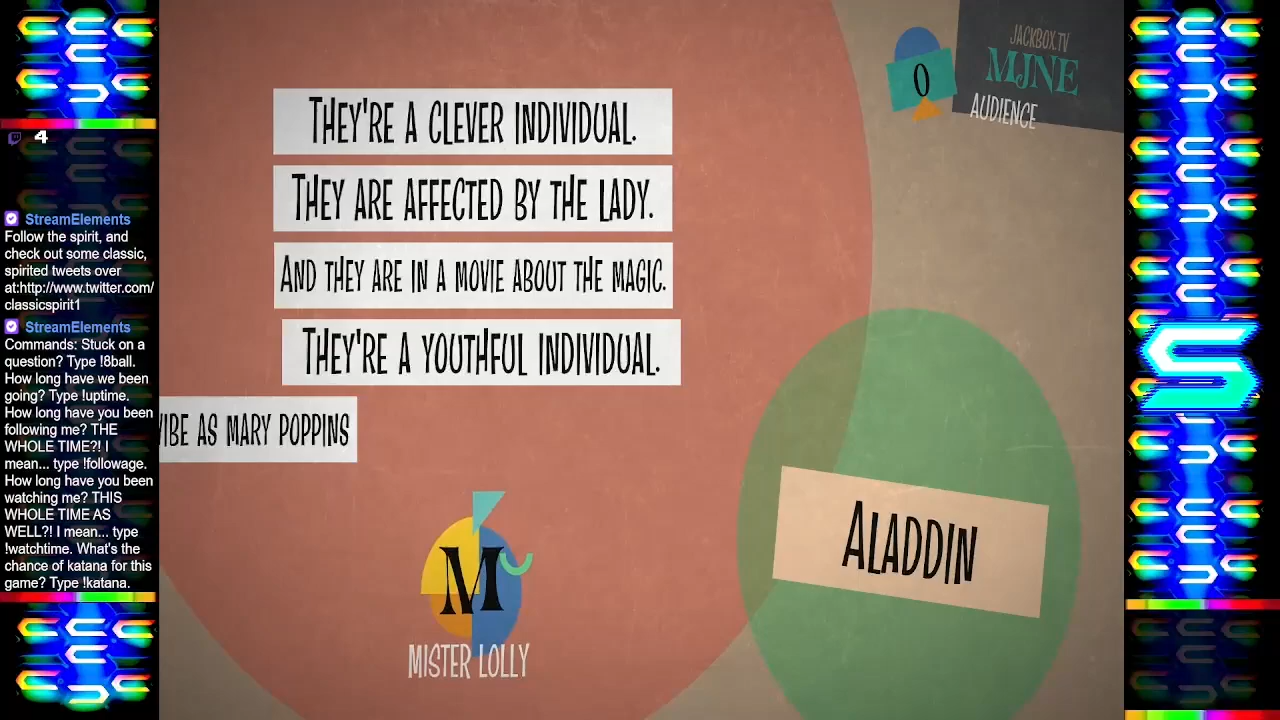 THEY'RE A CLEVER INDIVIDUAL.
THEY ARE AFFECTED BY THE LADY.
AND THEY ARE IN A MOVIE ABOUT THE MAGIC.
THEY'RE A YOUTHFUL INDIVIDUAL.
VIBE AS MARY POPPINS
M
MISTER LOLLY
ALADDIN
0
JACKBOX.TV
MJNE
AUDIENCE
4
StreamElements
Follow the spirit, and
check out some classic,
spirited tweets over
at:http://www.twitter.com/
classicspirit1
StreamElements
Commands: Stuck on a
question? Type !8ball.
How long have we been
going? Type !uptime.
How long have you been
following me? THE
WHOLE TIME?! I
mean... type !followage.
How long have you been
watching me? THIS
WHOLE TIME AS
WELL?! I mean... type
!watchtime. What's the
chance of katana for this
game? Type !katana.
S